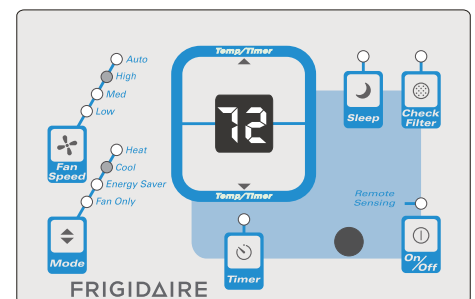 Auto
High
Med
Low
Fan
Speed
Heat
Cool
Energy Saver
Fan Only
Mode
Temp/Timer
72
Temp/Timer
Timer
Sleep
Check
Filter
Remote
Sensing
On/Off
FRIGIDAIRE